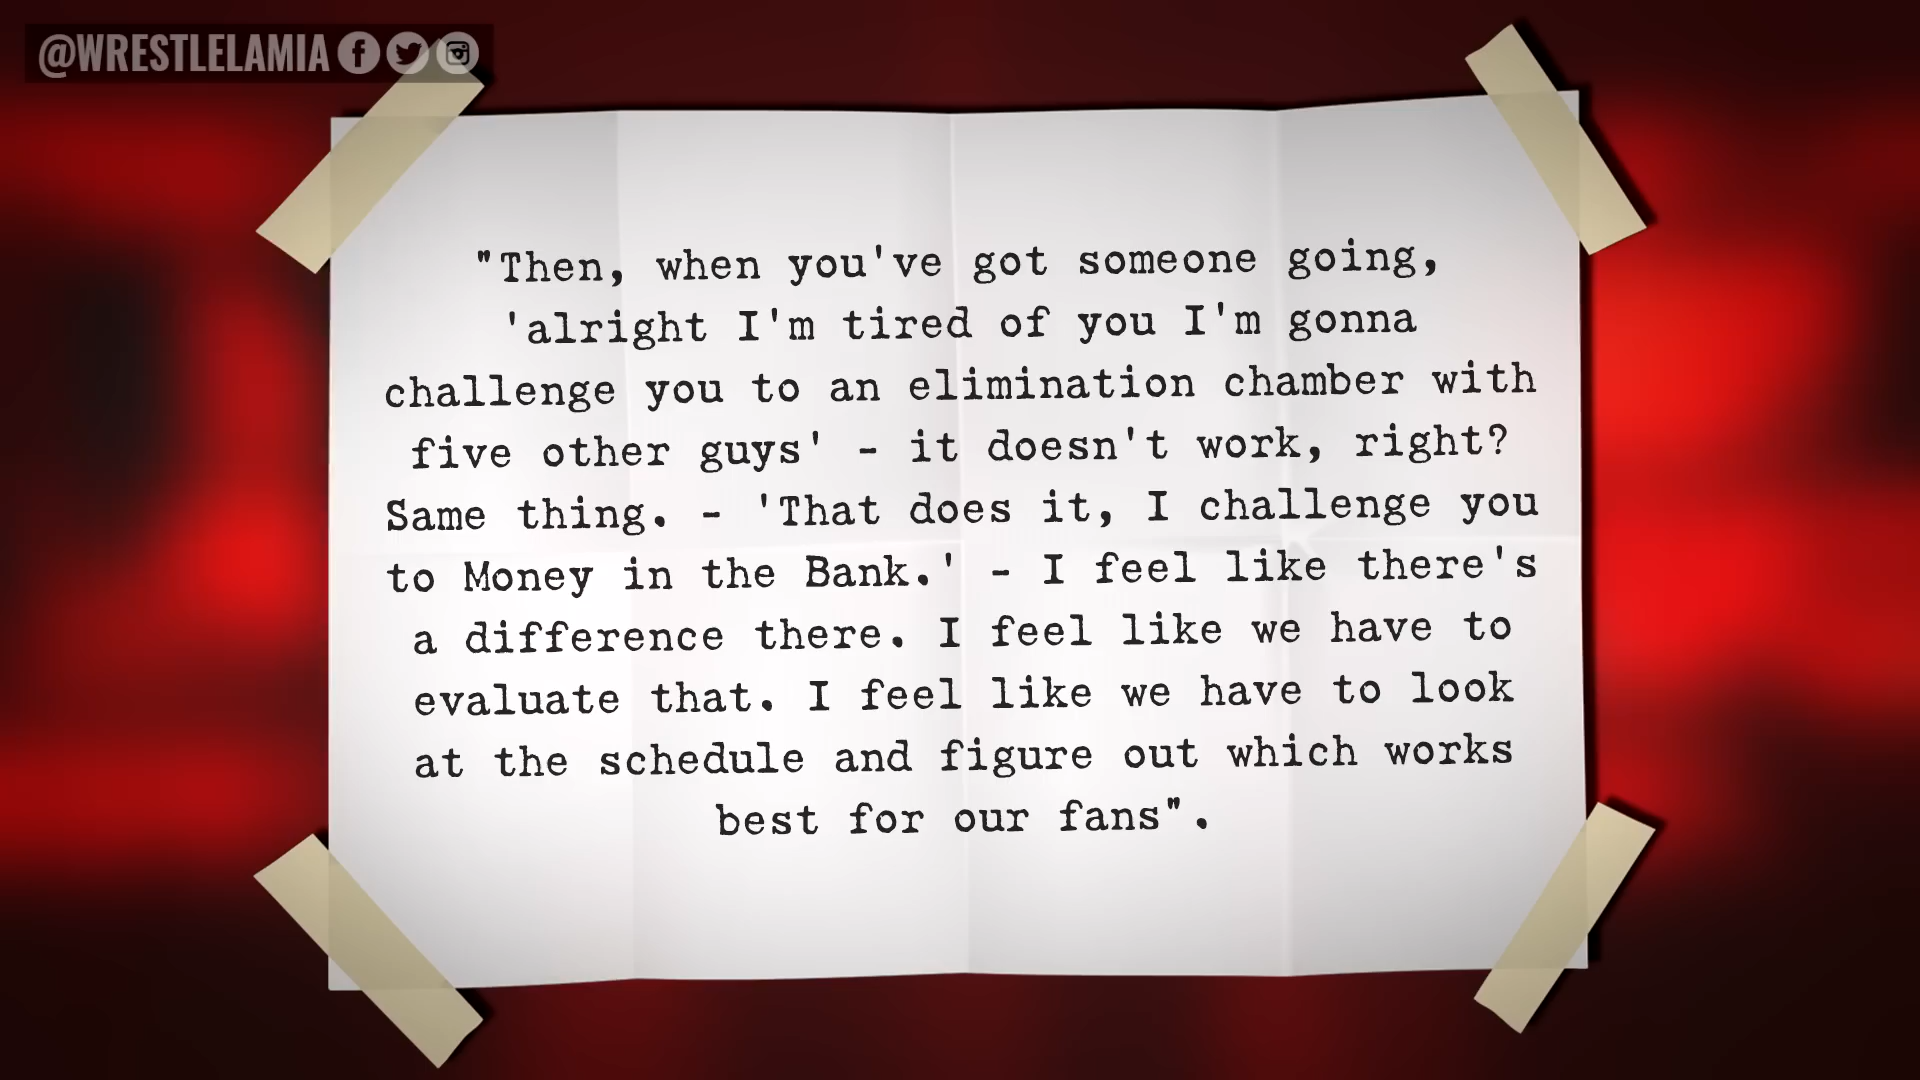 @WRESTLELAMIA
"Then, when you've got someone going,
'alright I'm tired of you I'm gonna
challenge you to an elimination chamber with
five other guys' - it doesn't work, right?
Same thing. - 'That does it, I challenge you
to Money in the Bank.' - I feel like there's
a difference there. I feel like we have to
evaluate that. I feel like we have to look
at the schedule and figure out which works
best for our fans".